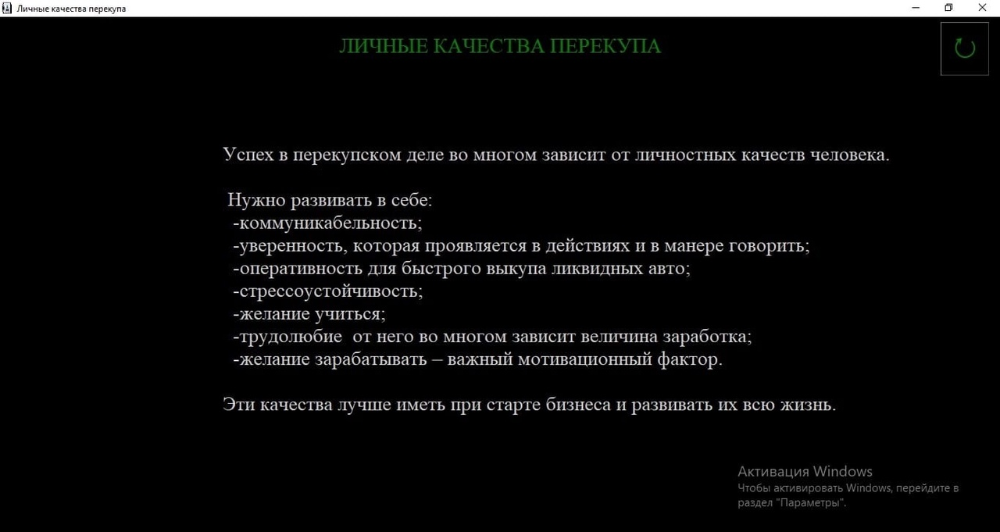 Личные качества перекупа
ЛИЧНЫЕ КАЧЕСТВА ПЕРЕКУПА
Успех в перекупском деле во многом зависит от личностных качеств человека.
Нужно развивать в себе:
-коммуникабельность;
-уверенность, которая проявляется в действиях и в манере говорить;
-оперативность для быстрого выкупа ликвидных авто;
-стрессоустойчивость;
-желание учиться;
-трудолюбие  от него во многом зависит величина заработка;
-желание зарабатывать – важный мотивационный фактор.
Эти качества лучше иметь при старте бизнеса и развивать их всю жизнь.
Активация Windows
Чтобы активировать Windows, перейдите в
раздел "Параметры".